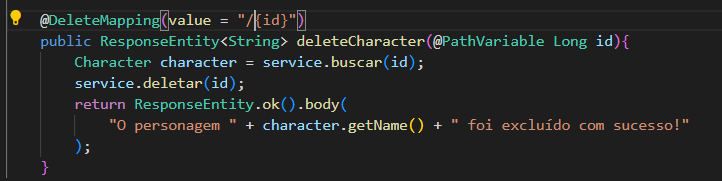 @DeleteMapping(value = "/{id}")
public ResponseEntity<String> deleteCharacter(@PathVariable Long id){
    Character character = service.buscar(id);
    service.deletar(id);
    return ResponseEntity.ok().body(
        "O personagem " + character.getName() + " foi excluído com sucesso!"
    );
}